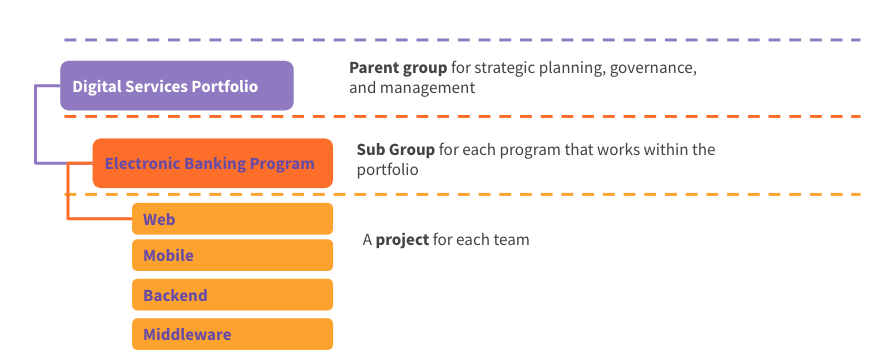 Digital Services Portfolio
Parent group for strategic planning, governance,
and management
Electronic Banking Program
Sub Group for each program that works within the
portfolio
Web
A project for each team
Mobile
Backend
Middleware